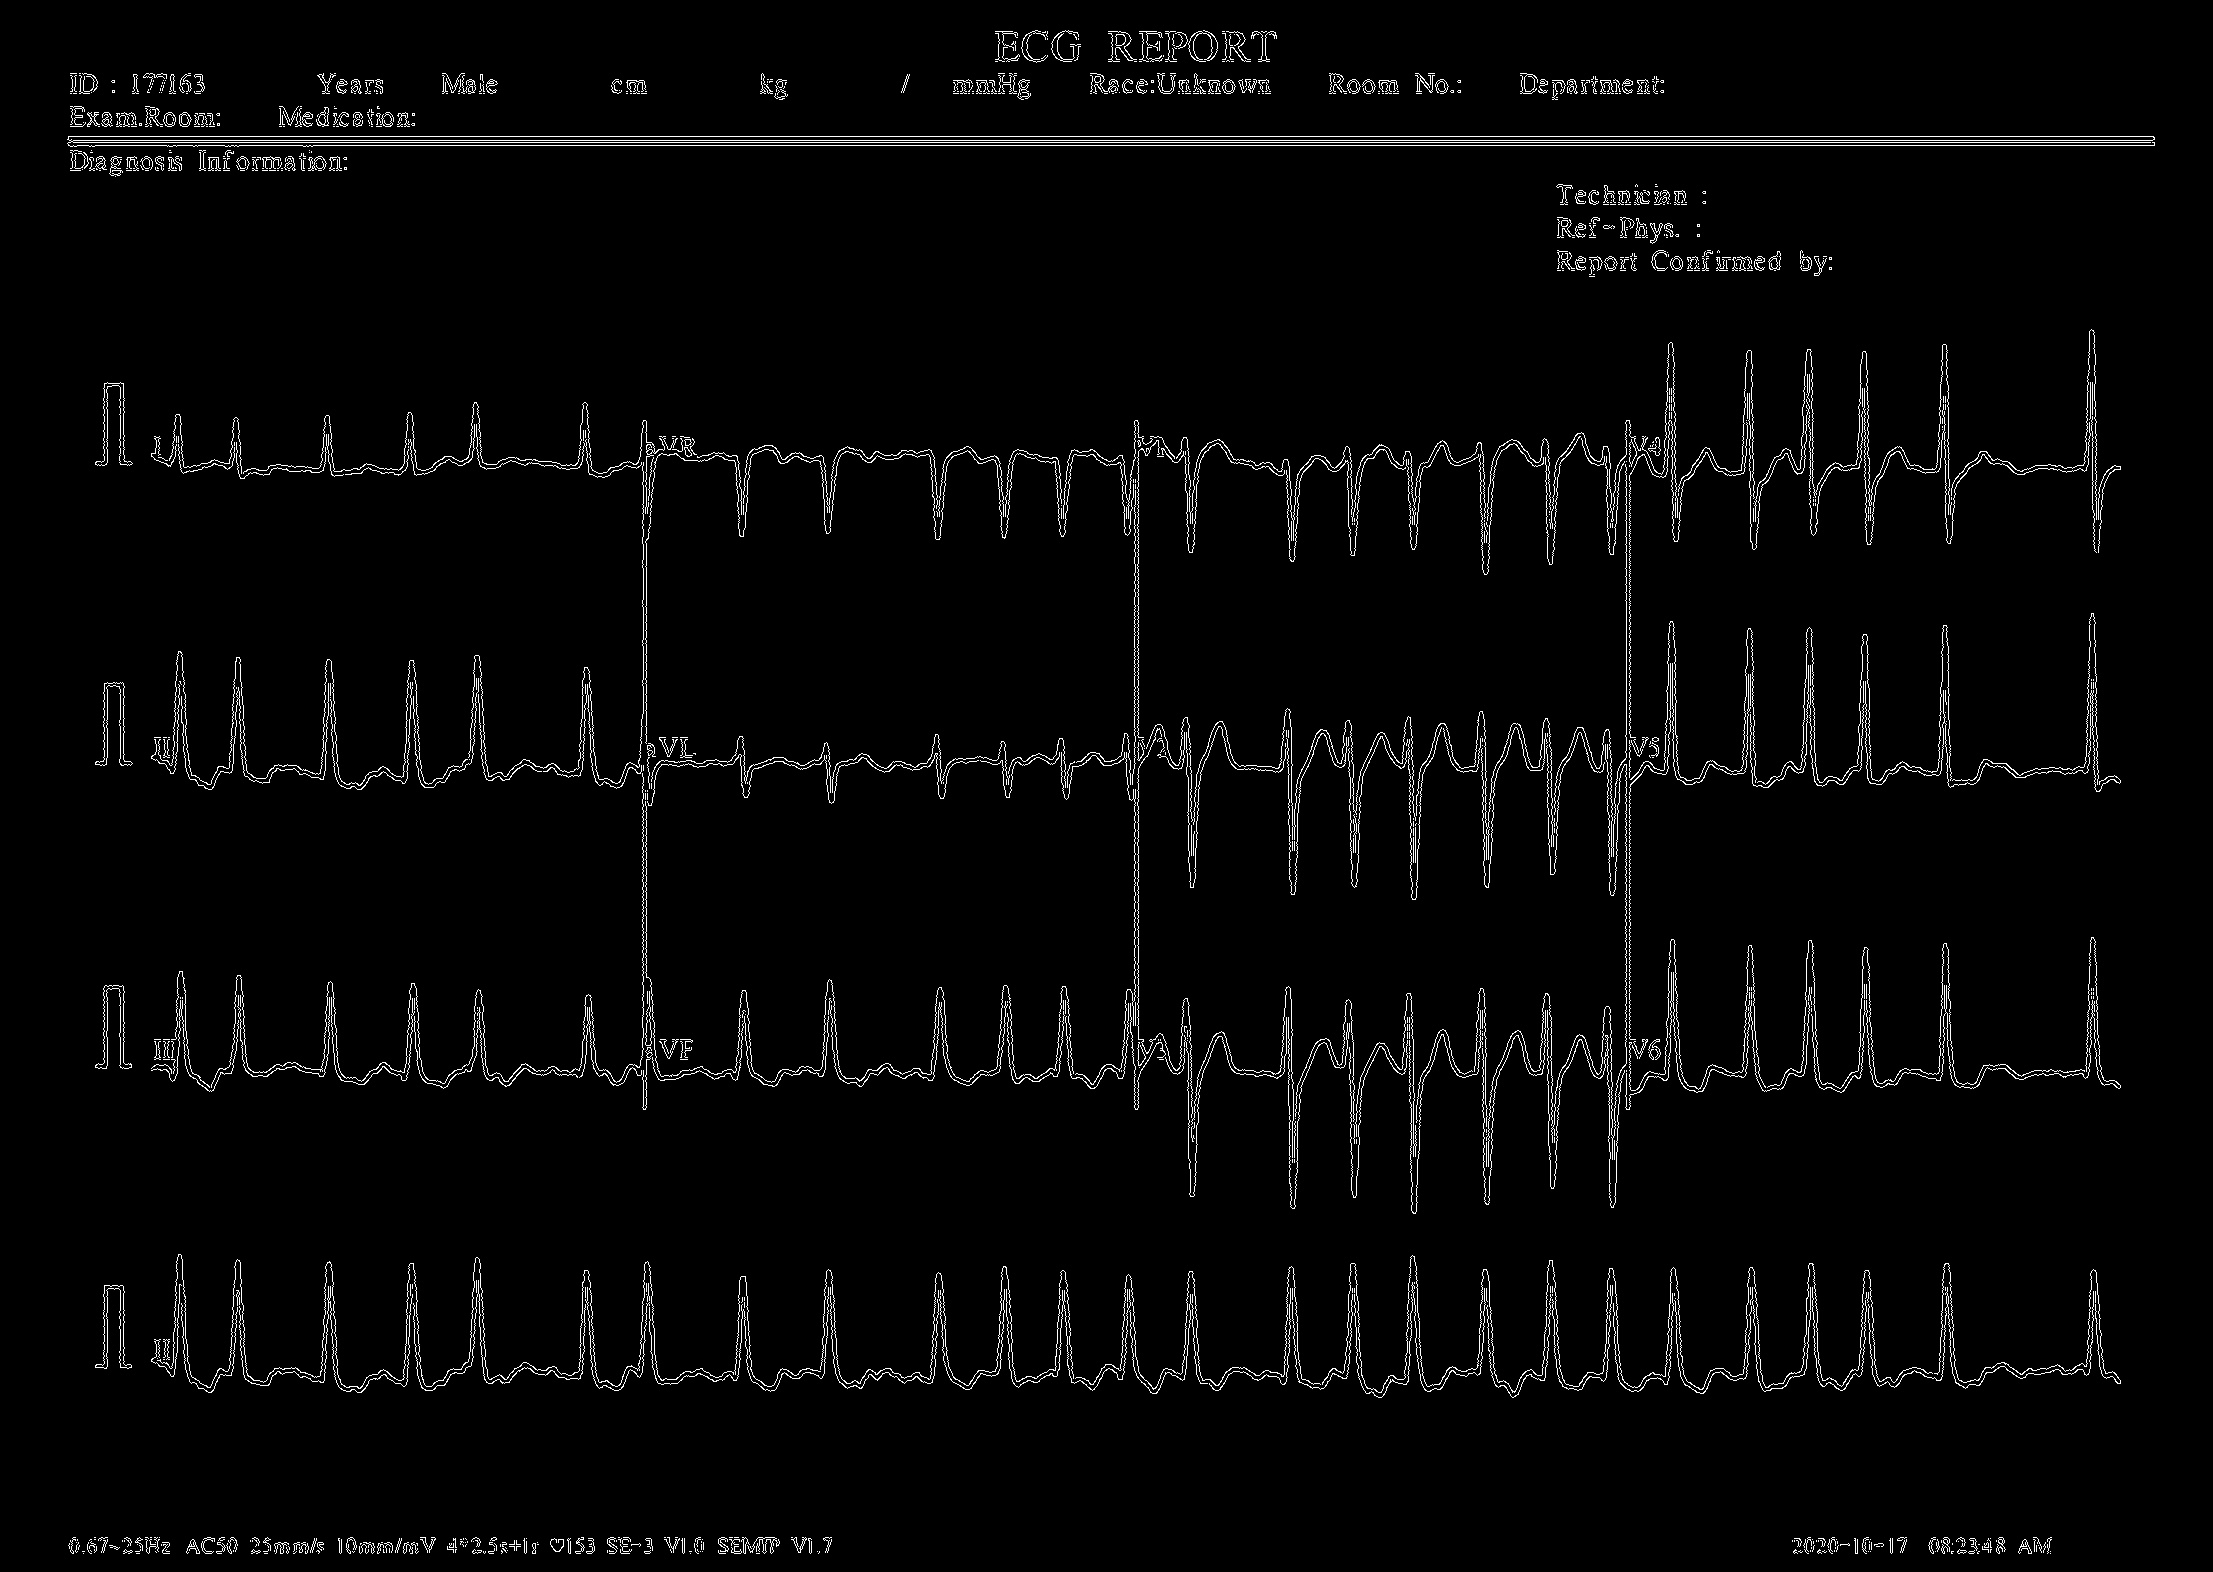 ECG REPORT
ID : 177163 Years Male cm kg / mmHg Race:Unknown Room No.: Department:
Exam.Room: Medication:
Diagnosis Information:
Technician :
Ref-Phys. :
Report Confirmed by:
I aVR V1 V4
II aVL V2 V5
III aVF V3 V6
II
0.67~25Hz AC50 25mm/s 10mm/mV 4*2.5s+1r ♡153 SE-3 V1.0 SEMIP V1.7 2020-10-17 08:23:48 AM